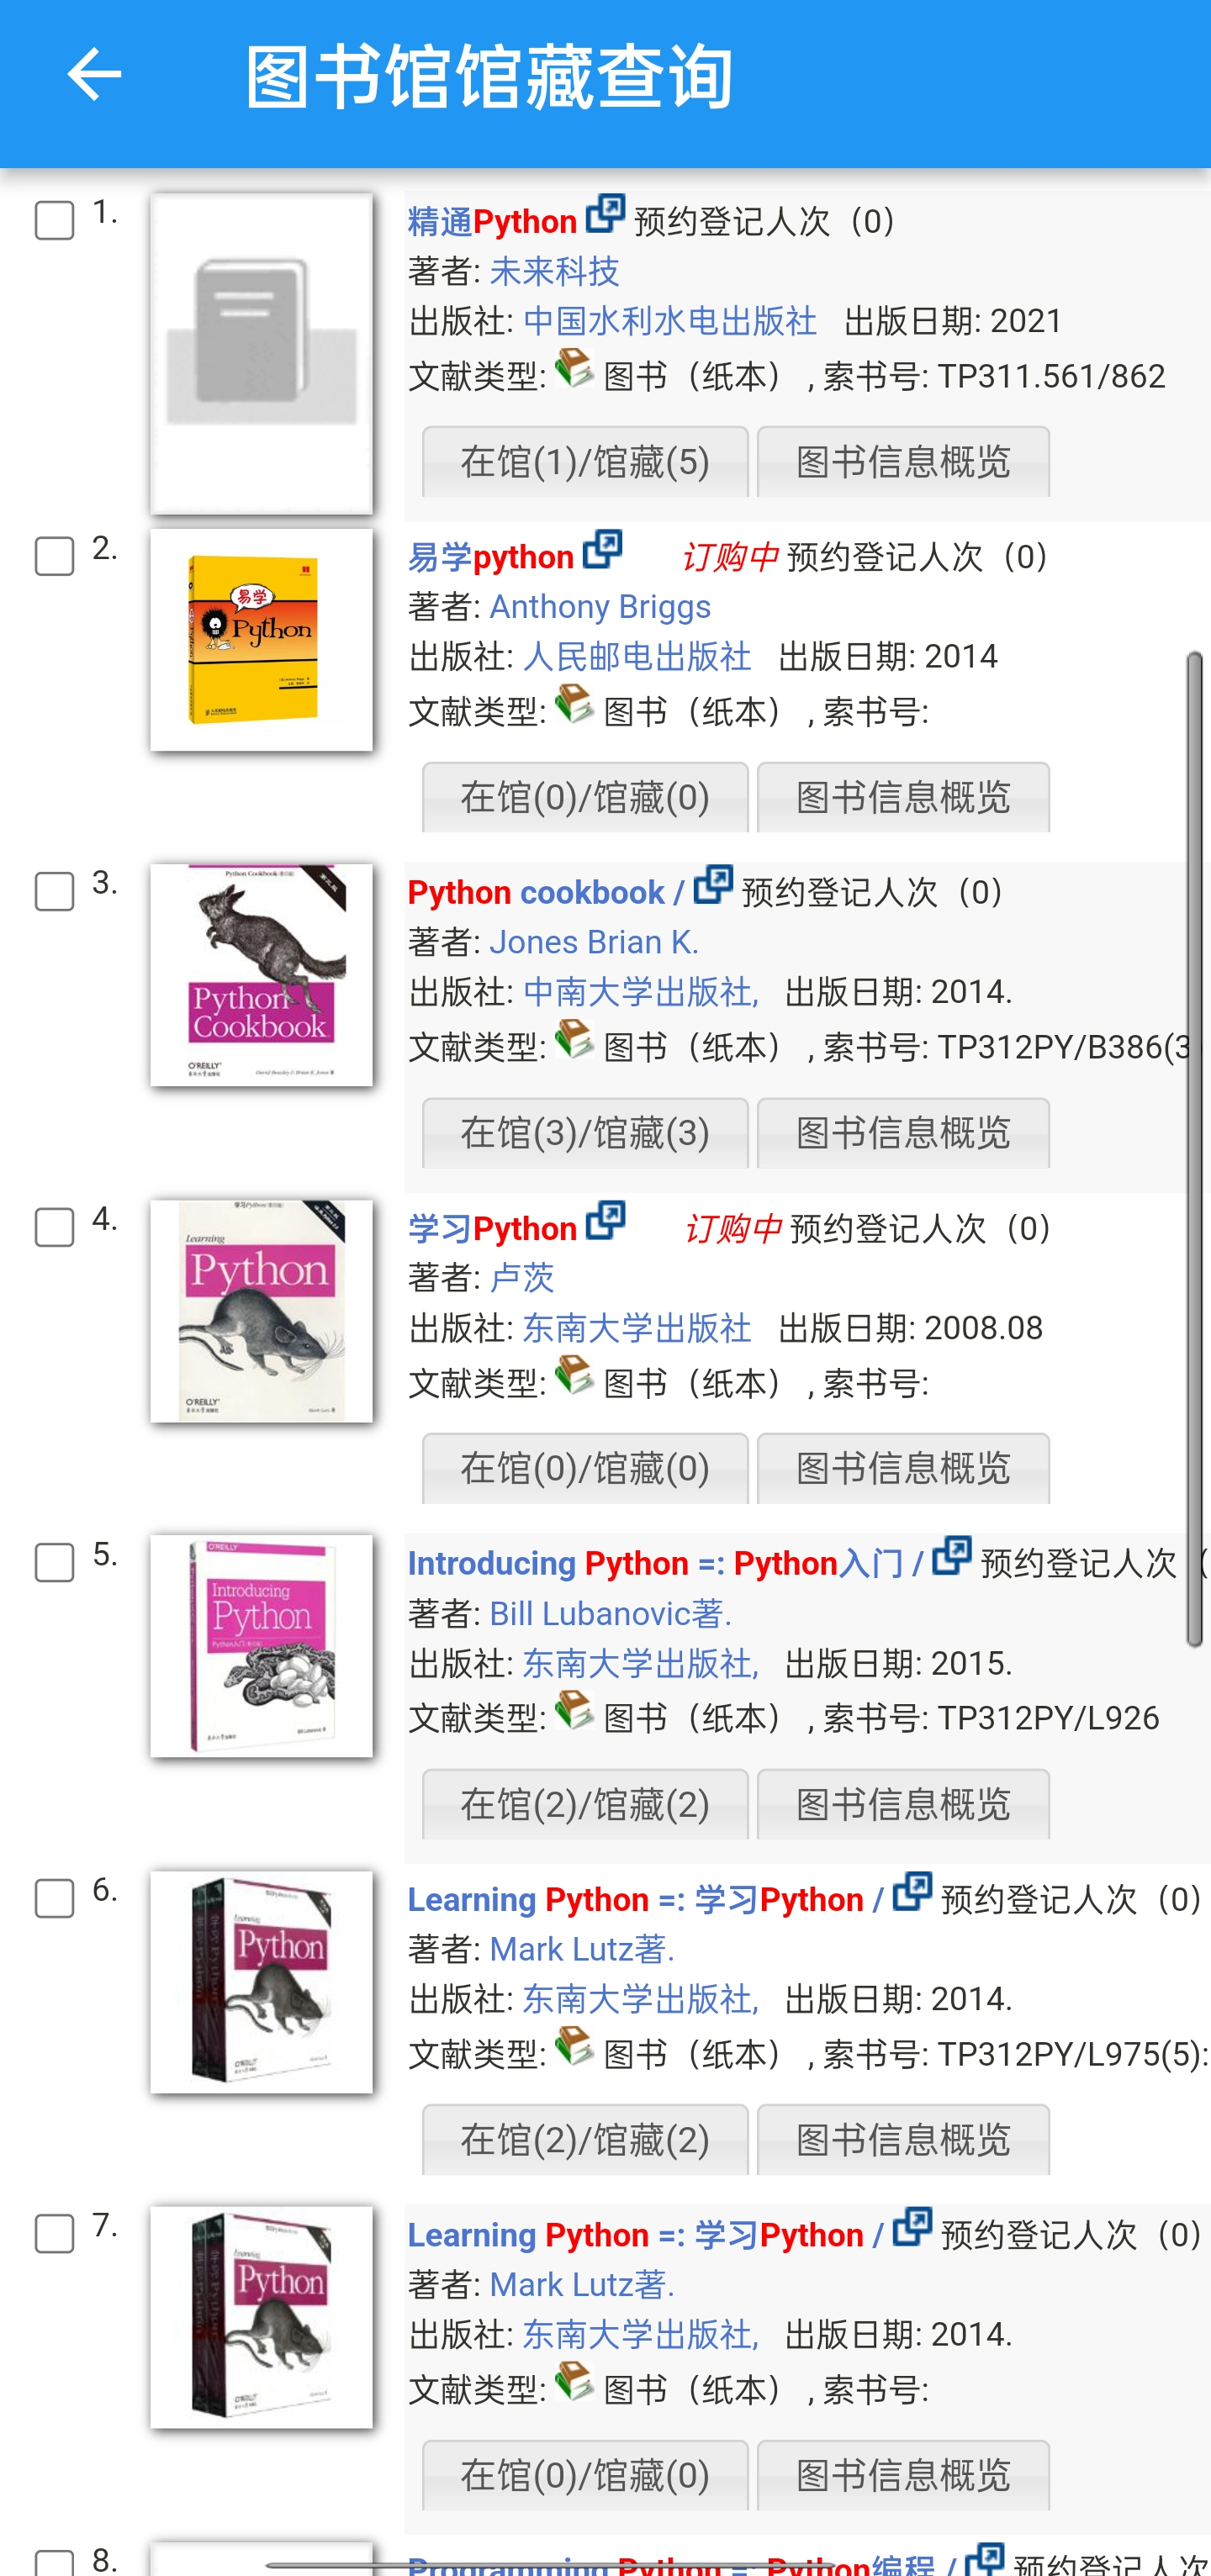 图书馆馆藏查询
1.
精通Python 预约登记人次（0）
著者: 未来科技
出版社: 中国水利水电出版社 出版日期: 2021
文献类型: 图书（纸本）, 索书号: TP311.561/862
在馆(1)/馆藏(5) 图书信息概览
2.
易学
Python
易学python 订购中 预约登记人次（0）
著者: Anthony Briggs
出版社: 人民邮电出版社 出版日期: 2014
文献类型: 图书（纸本）, 索书号:
在馆(0)/馆藏(0) 图书信息概览
3.
Python
Cookbook
O'REILLY
Python cookbook / 预约登记人次（0）
著者: Jones Brian K.
出版社: 中南大学出版社, 出版日期: 2014.
文献类型: 图书（纸本）, 索书号: TP312PY/B386(3
在馆(3)/馆藏(3) 图书信息概览
4.
Learning
Python
O'REILLY
学习Python 订购中 预约登记人次（0）
著者: 卢茨
出版社: 东南大学出版社 出版日期: 2008.08
文献类型: 图书（纸本）, 索书号:
在馆(0)/馆藏(0) 图书信息概览
5.
O'REILLY
Introducing
Python
Introducing Python =: Python入门 / 预约登记人次（
著者: Bill Lubanovic著.
出版社: 东南大学出版社, 出版日期: 2015.
文献类型: 图书（纸本）, 索书号: TP312PY/L926
在馆(2)/馆藏(2) 图书信息概览
6.
Learning
Python
Learning Python =: 学习Python / 预约登记人次（0）
著者: Mark Lutz著.
出版社: 东南大学出版社, 出版日期: 2014.
文献类型: 图书（纸本）, 索书号: TP312PY/L975(5):
在馆(2)/馆藏(2) 图书信息概览
7.
Learning
Python
Learning Python =: 学习Python / 预约登记人次（0）
著者: Mark Lutz著.
出版社: 东南大学出版社, 出版日期: 2014.
文献类型: 图书（纸本）, 索书号:
在馆(0)/馆藏(0) 图书信息概览
8.
Programming Python =: Python编程 / 预约登记人次